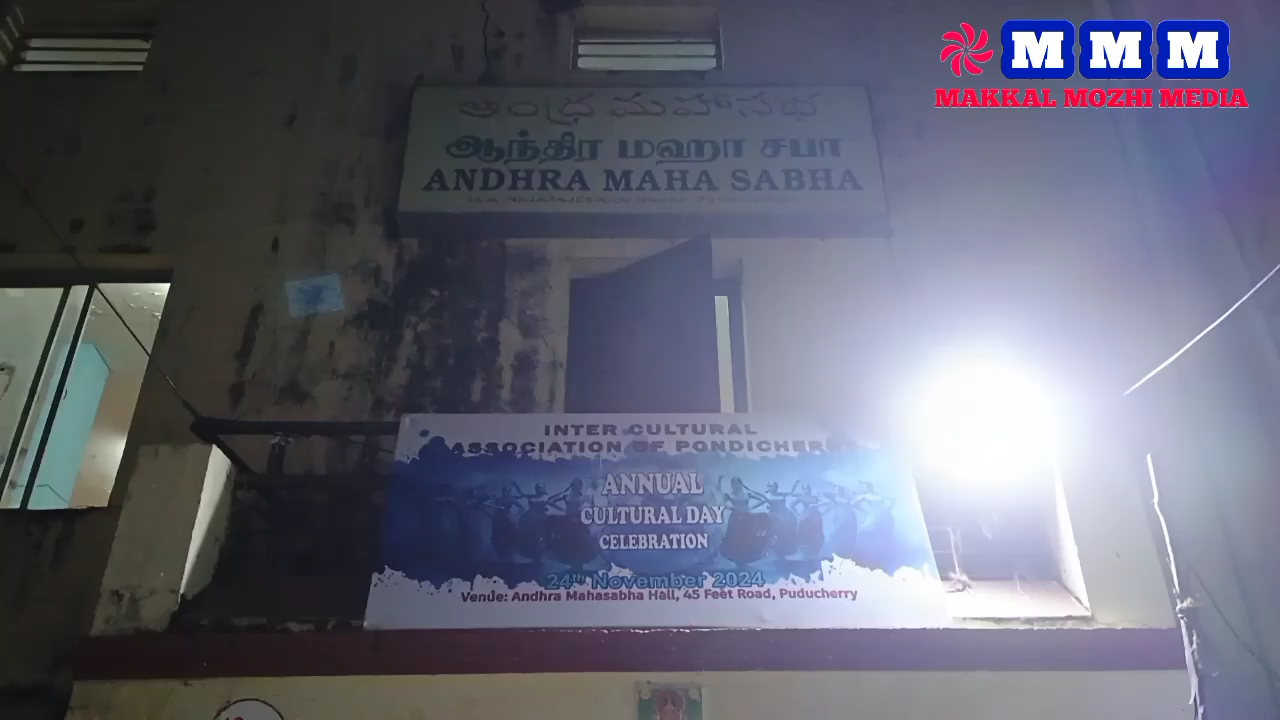 M M M
MAKKAL MOZHI MEDIA
ఆంధ్ర మహాసభ
ஆந்திர மஹா சபா
ANDHRA MAHA SABHA
INTER CULTURAL
ASSOCIATION OF PONDICHERRY
ANNUAL
CULTURAL DAY
CELEBRATION
24th November 2024
Venue: Andhra Mahasabha Hall, 45 Feet Road, Puducherry